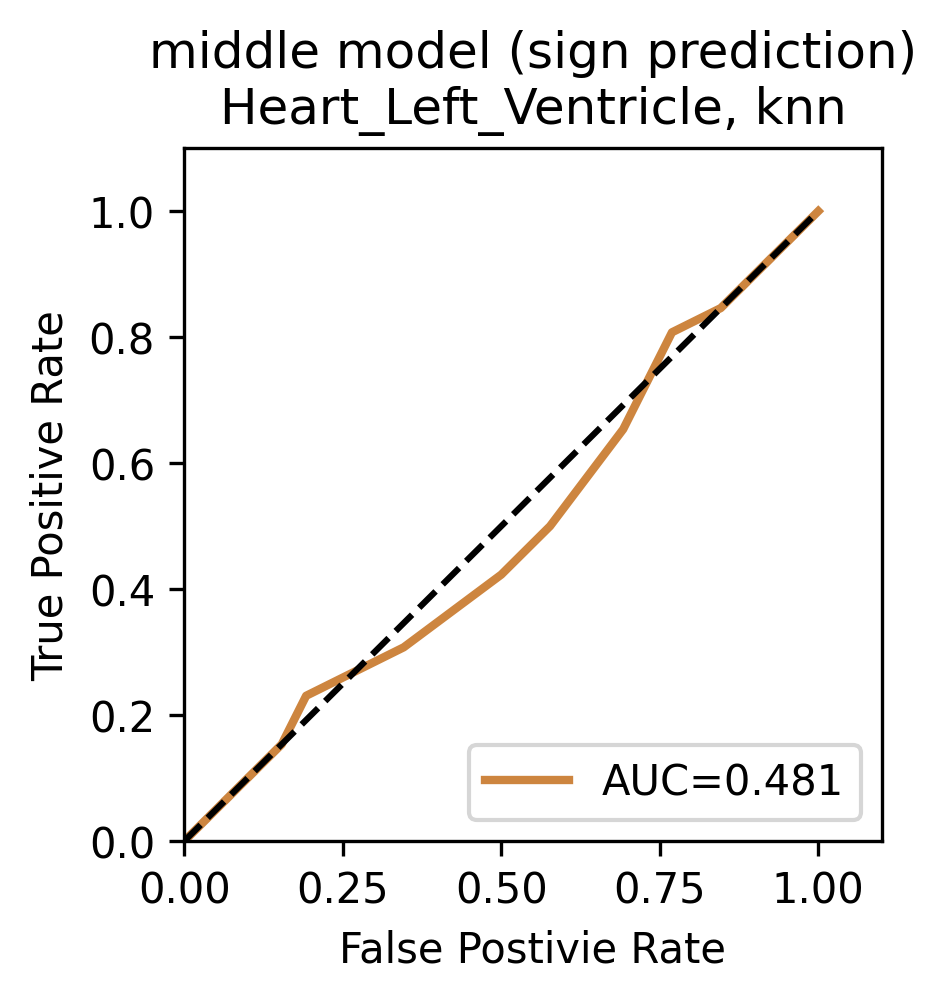 middle model (sign prediction)
Heart_Left_Ventricle, knn
True Positive Rate
1.0
0.8
0.6
0.4
0.2
0.0
AUC=0.481
0.00 0.25 0.50 0.75 1.00
False Postivie Rate